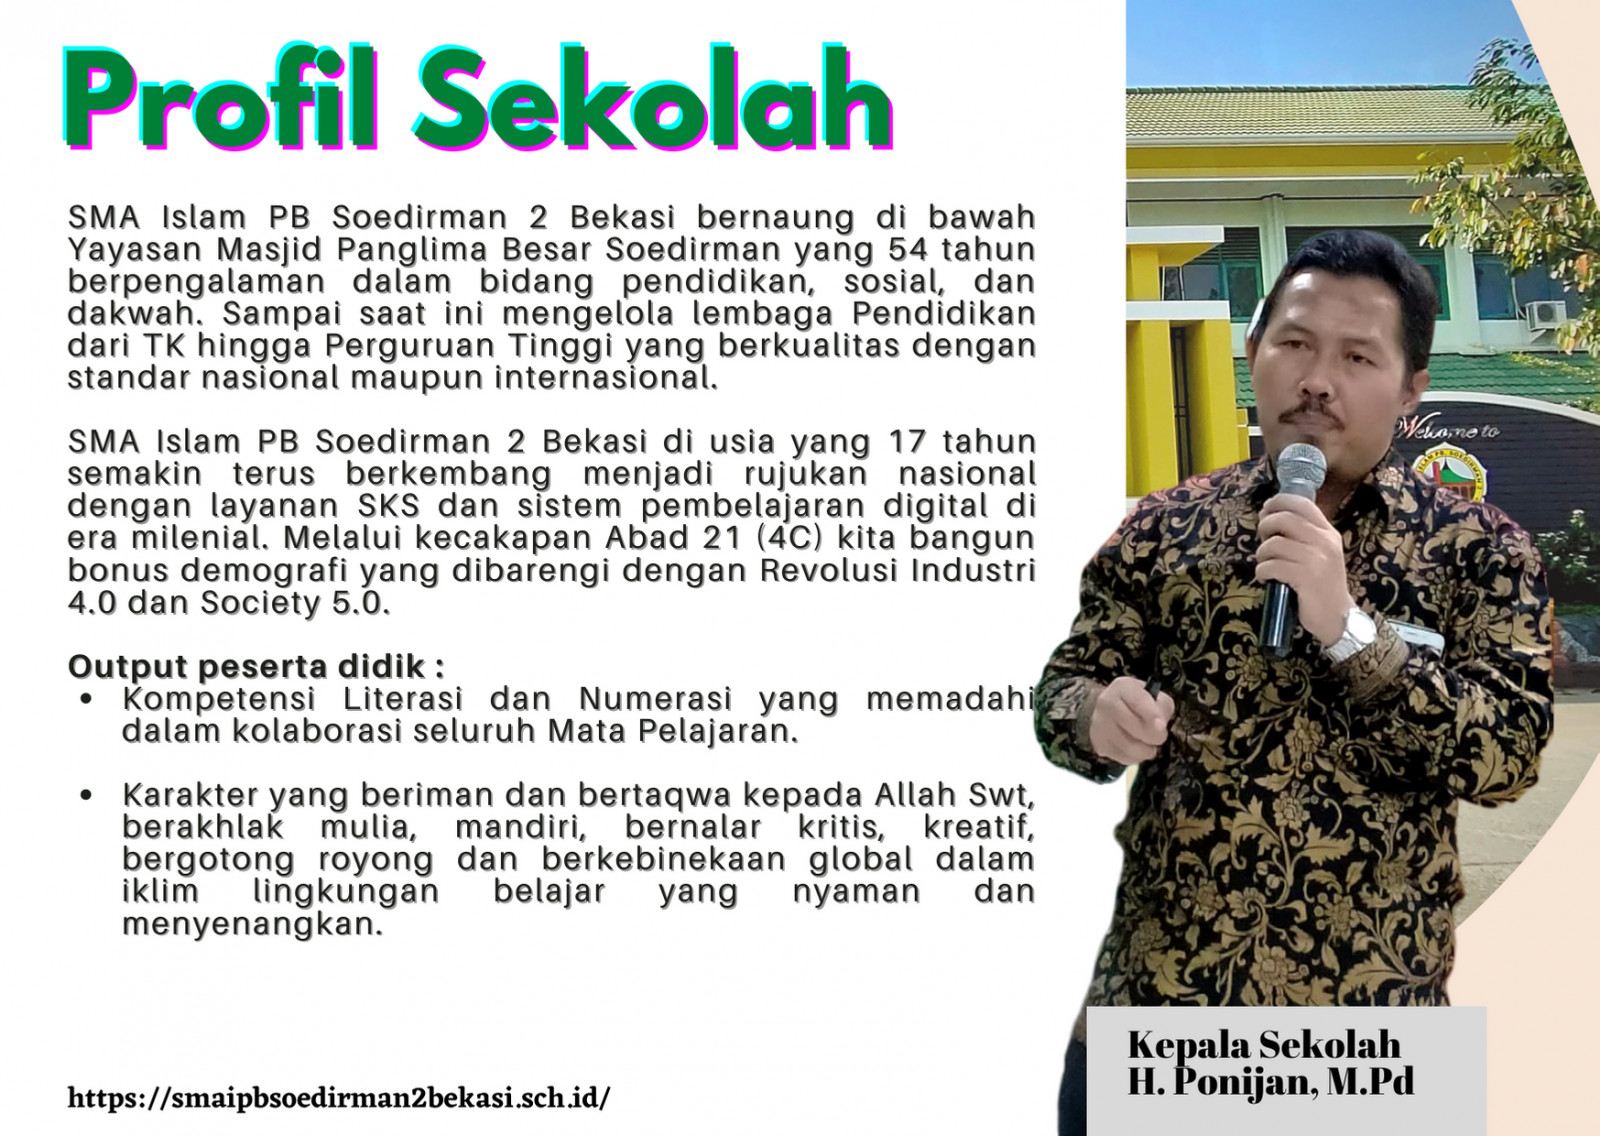 Profil Sekolah
SMA Islam PB Soedirman 2 Bekasi bernaung di bawah
Yayasan Masjid Panglima Besar Soedirman yang 54 tahun
berpengalaman dalam bidang pendidikan, sosial, dan
dakwah. Sampai saat ini mengelola lembaga Pendidikan
dari TK hingga Perguruan Tinggi yang berkualitas dengan
standar nasional maupun internasional.
SMA Islam PB Soedirman 2 Bekasi di usia yang 17 tahun
semakin terus berkembang menjadi rujukan nasional
dengan layanan SKS dan sistem pembelajaran digital di
era milenial. Melalui kecakapan Abad 21 (4C) kita bangun
bonus demografi yang dibarengi dengan Revolusi Industri
4.0 dan Society 5.0.
Output peserta didik :
• Kompetensi Literasi dan Numerasi yang memadahi
dalam kolaborasi seluruh Mata Pelajaran.
• Karakter yang beriman dan bertaqwa kepada Allah Swt,
berakhlak mulia, mandiri, bernalar kritis, kreatif,
bergotong royong dan berkebinekaan global dalam
iklim lingkungan belajar yang nyaman dan
menyenangkan.
https://smaipbsoedirman2bekasi.sch.id/
Welcome to
Kepala Sekolah
H. Ponijan, M.Pd